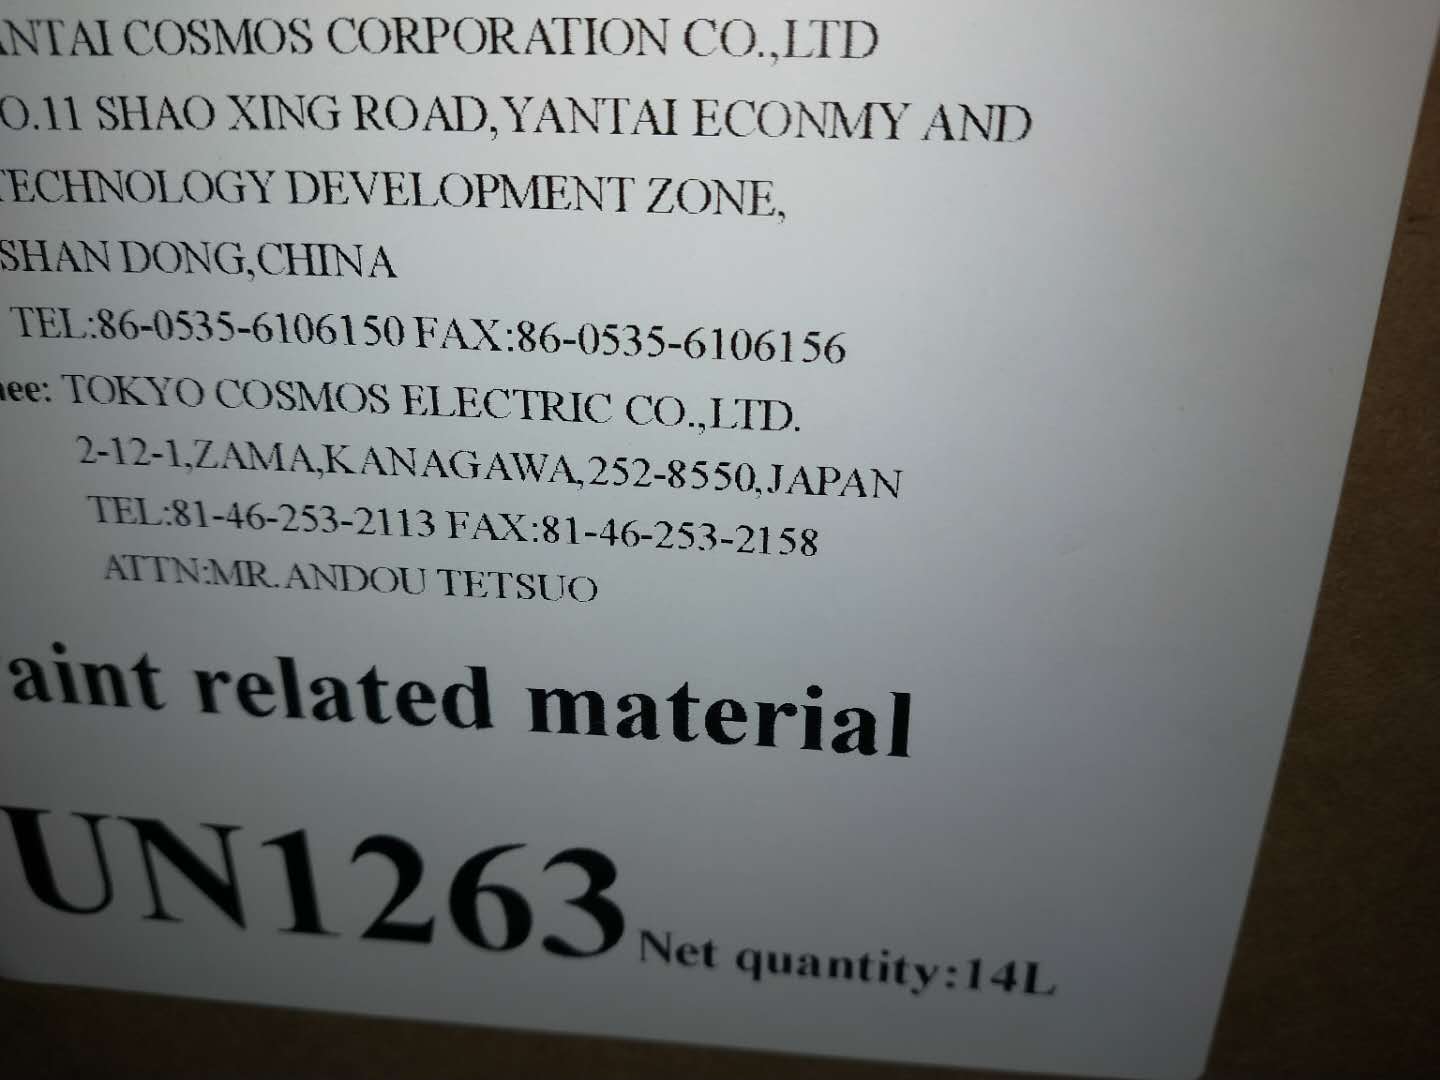 ANTAI COSMOS CORPORATION CO.,LTD
O.11 SHAO XING ROAD,YANTAI ECONMY AND
TECHNOLOGY DEVELOPMENT ZONE,
SHAN DONG,CHINA
TEL:86-0535-6106150 FAX:86-0535-6106156
nee: TOKYO COSMOS ELECTRIC CO.,LTD.
2-12-1,ZAMA,KANAGAWA,252-8550,JAPAN
TEL:81-46-253-2113 FAX:81-46-253-2158
ATTN:MR.ANDOU TETSUO
aint related material
UN1263 Net quantity:14L